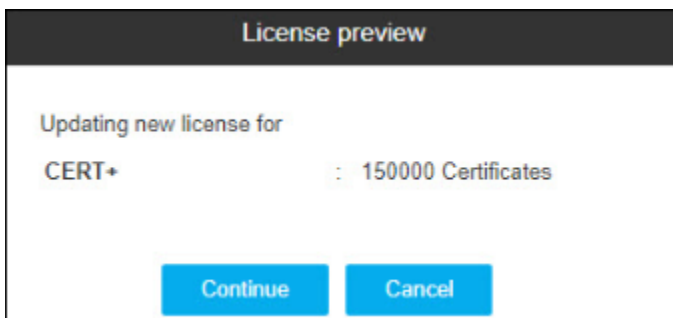 License preview
Updating new license for
CERT+ : 150000 Certificates
Continue Cancel